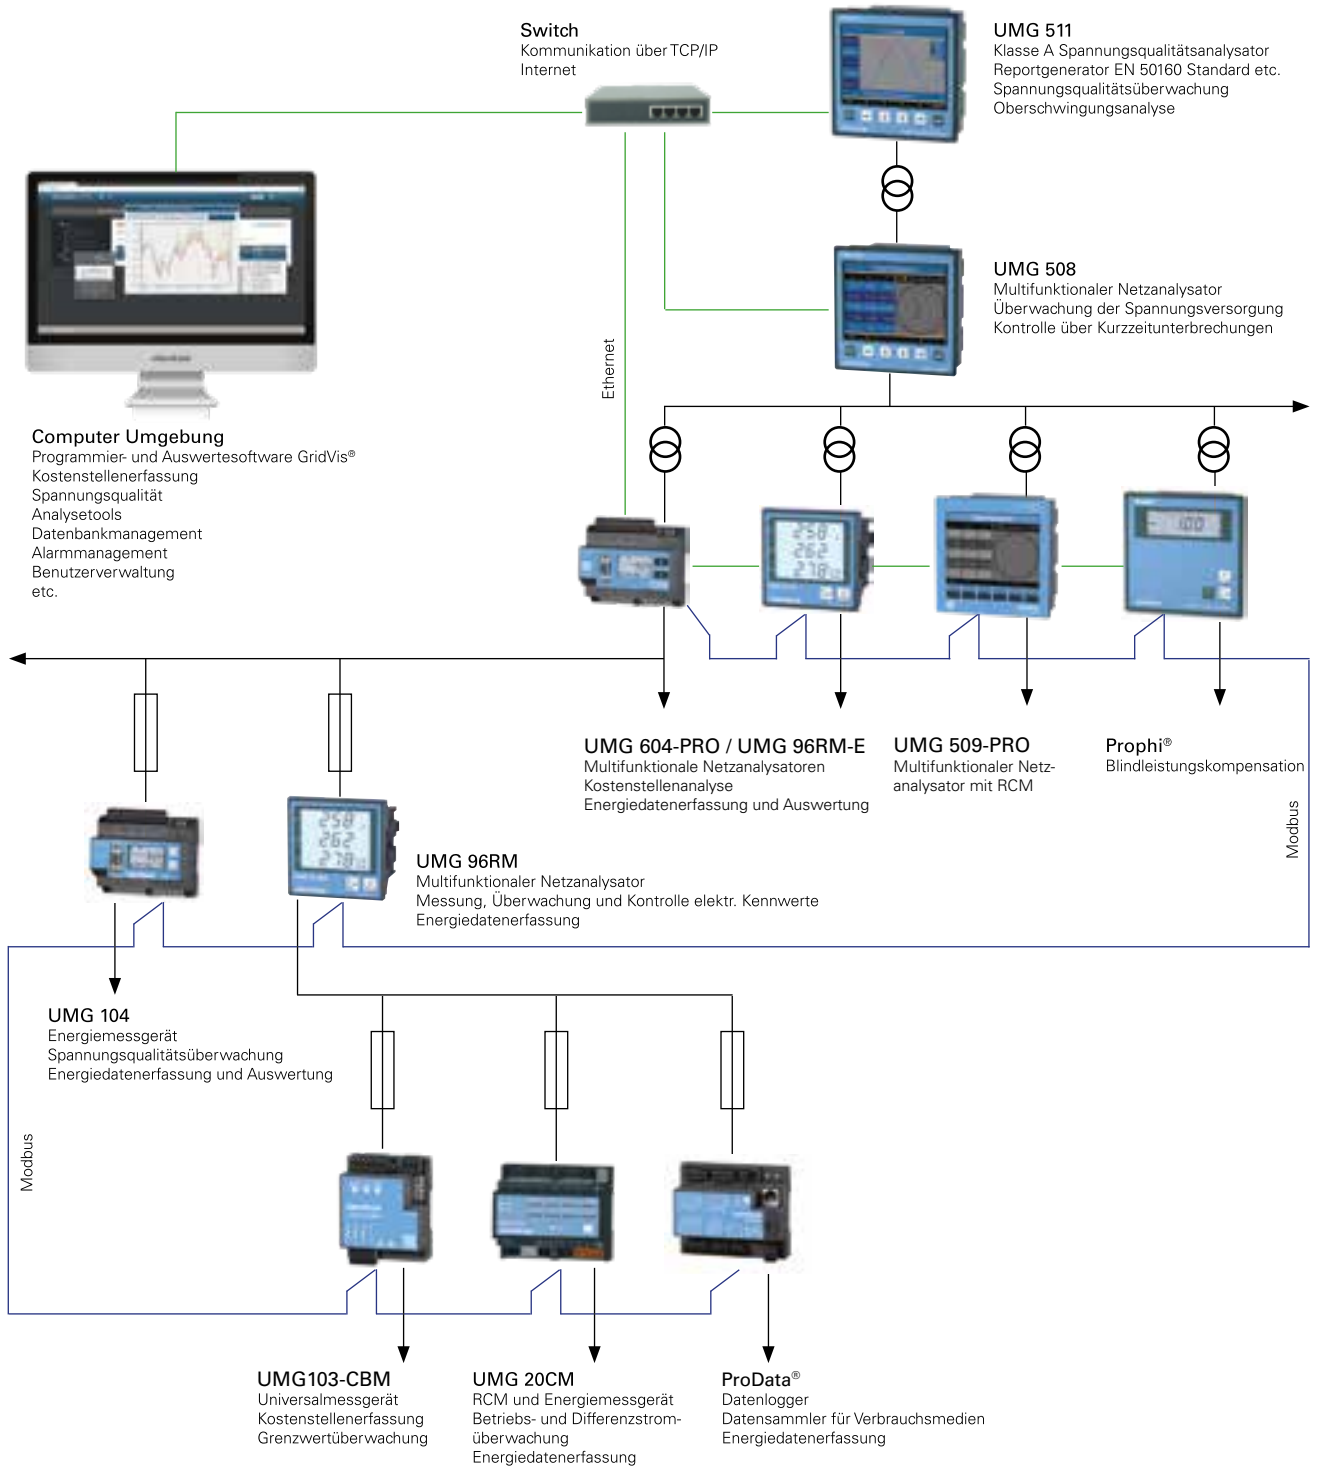 Switch
Kommunikation über TCP/IP
Internet
UMG 511
Klasse A Spannungsqualitätsanalysator
Reportgenerator EN 50160 Standard etc.
Spannungsqualitätsüberwachung
Oberschwingungsanalyse
UMG 508
Multifunktionaler Netzanalysator
Überwachung der Spannungsversorgung
Kontrolle über Kurzzeitunterbrechungen
Ethernet
Computer Umgebung
Programmier- und Auswertesoftware GridVis®
Kostenstellenerfassung
Spannungsqualität
Analysetools
Datenbankmanagement
Alarmmanagement
Benutzerverwaltung
etc.
258
262
278
1.00
UMG 604-PRO / UMG 96RM-E
Multifunktionale Netzanalysatoren
Kostenstellenanalyse
Energiedatenerfassung und Auswertung
UMG 509-PRO
Multifunktionaler Netz-
analysator mit RCM
Prophi®
Blindleistungskompensation
Modbus
258
262
278
UMG 96RM
Multifunktionaler Netzanalysator
Messung, Überwachung und Kontrolle elektr. Kennwerte
Energiedatenerfassung
UMG 104
Energiemessgerät
Spannungsqualitätsüberwachung
Energiedatenerfassung und Auswertung
Modbus
UMG103-CBM
Universalmessgerät
Kostenstellenerfassung
Grenzwertüberwachung
UMG 20CM
RCM und Energiemessgerät
Betriebs- und Differenzstrom-
überwachung
Energiedatenerfassung
ProData®
Datenlogger
Datensammler für Verbrauchsmedien
Energiedatenerfassung